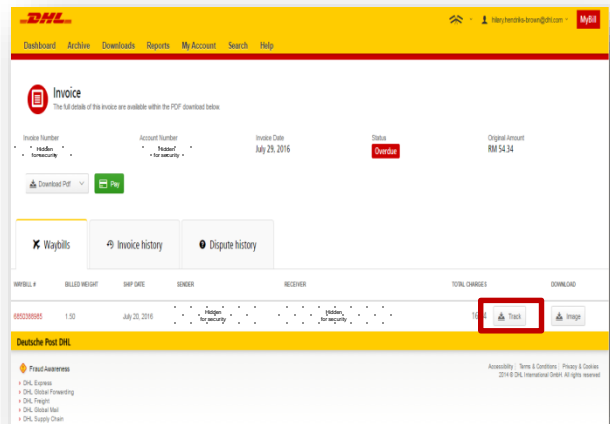 DHL
hilary.hendriks-brown@dhl.com
MyBill
Dashboard Archive Downloads Reports My Account Search Help
Invoice
The full details of this invoice are available within the PDF download below.
Invoice Number Account Number Invoice Date Status Original Amount
Hidden for security Hidden for security July 29, 2016 Overdue RM 54.34
Download Pdf Pay
Waybills Invoice history Dispute history
WAYBILL # BILLED WEIGHT SHIP DATE SENDER RECEIVER TOTAL CHARGES DOWNLOAD
6850388985 1.50 July 20, 2016 Hidden for security Hidden for security Track Image
Deutsche Post DHL
Fraud Awareness
DHL Express
DHL Global Forwarding
DHL Freight
DHL Global Mail
DHL Supply Chain
Accessibility | Terms & Conditions | Privacy & Cookies
2014 © DHL International GmbH. All rights reserved